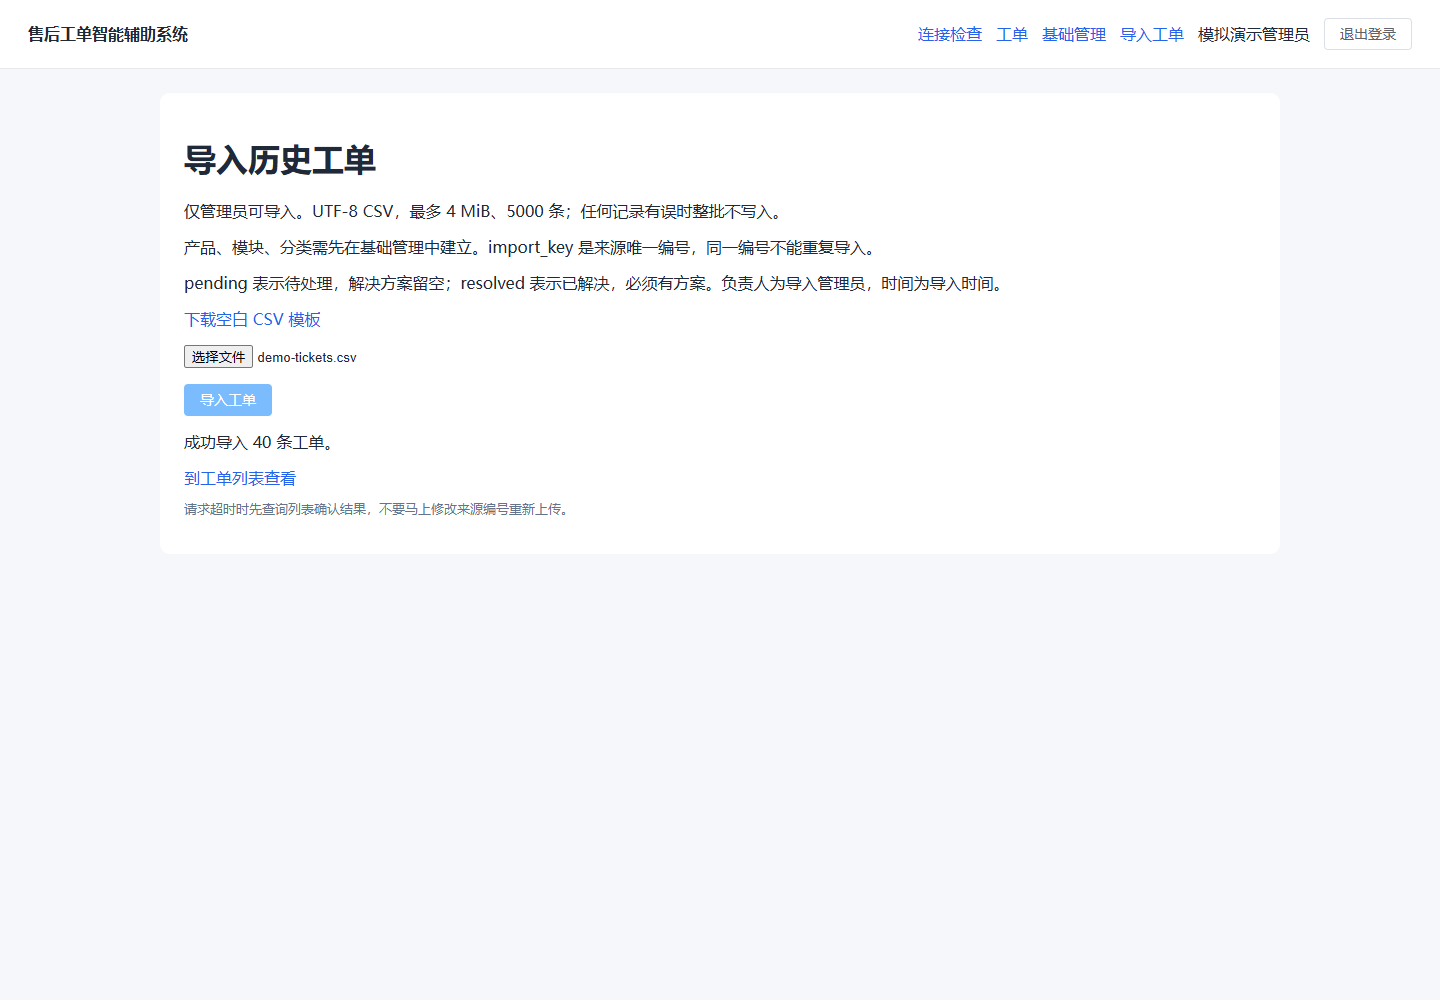 售后工单智能辅助系统
连接检查 工单 基础管理 导入工单 模拟演示管理员 退出登录
导入历史工单
仅管理员可导入。UTF-8 CSV，最多 4 MiB、5000 条；任何记录有误时整批不写入。
产品、模块、分类需先在基础管理中建立。import_key 是来源唯一编号，同一编号不能重复导入。
pending 表示待处理，解决方案留空；resolved 表示已解决，必须有方案。负责人为导入管理员，时间为导入时间。
下载空白 CSV 模板
选择文件 demo-tickets.csv
导入工单
成功导入 40 条工单。
到工单列表查看
请求超时时先查询列表确认结果，不要马上修改来源编号重新上传。